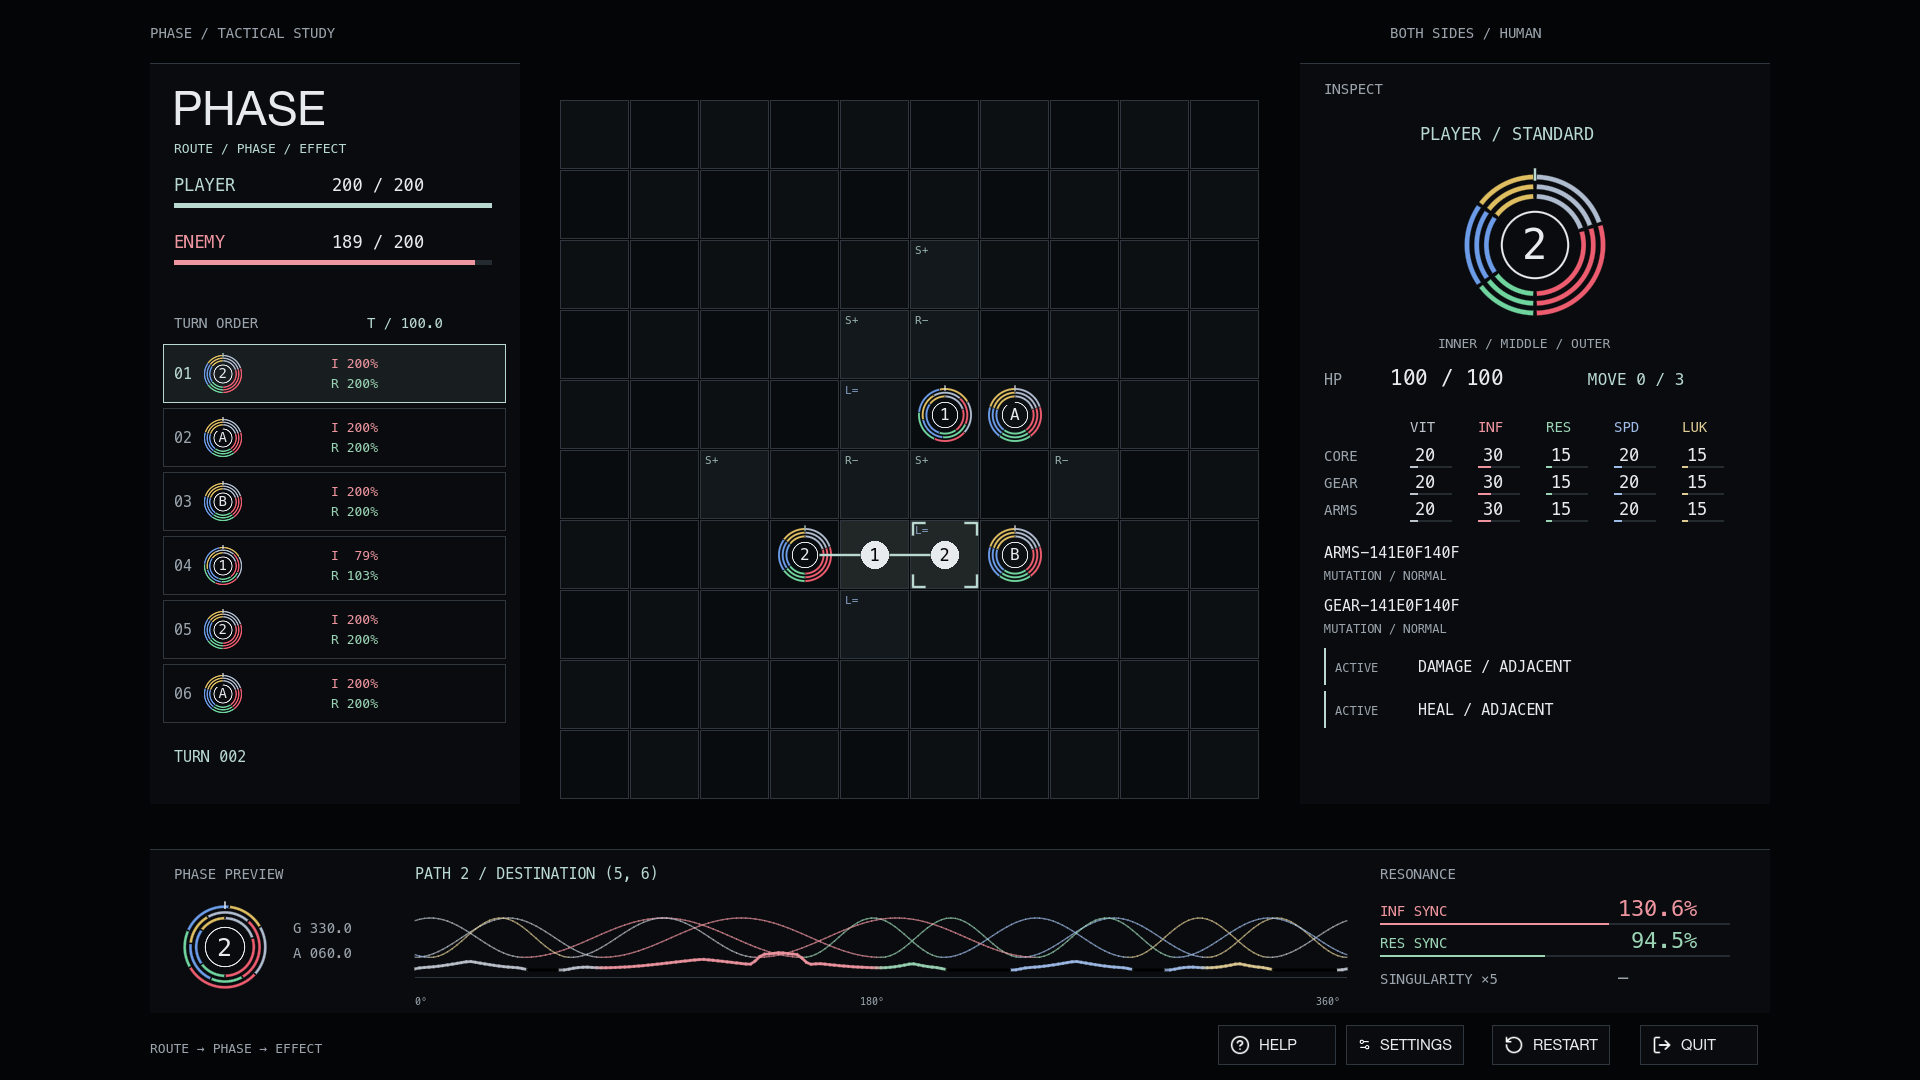 PHASE / TACTICAL STUDY
BOTH SIDES / HUMAN
PHASE
ROUTE / PHASE / EFFECT
PLAYER 200 / 200
ENEMY 189 / 200
TURN ORDER T / 100.0
01 2 I 200%
R 200%
02 A I 200%
R 200%
03 B I 200%
R 200%
04 1 I 79%
R 103%
05 2 I 200%
R 200%
06 A I 200%
R 200%
TURN 002
S+
S+ R−
L=
1 A
S+ R− S+ R−
L=
2 1 2 B
L=
INSPECT
PLAYER / STANDARD
2
INNER / MIDDLE / OUTER
HP 100 / 100 MOVE 0 / 3
VIT INF RES SPD LUK
CORE 20 30 15 20 15
GEAR 20 30 15 20 15
ARMS 20 30 15 20 15
ARMS−141E0F140F
MUTATION / NORMAL
GEAR−141E0F140F
MUTATION / NORMAL
ACTIVE DAMAGE / ADJACENT
ACTIVE HEAL / ADJACENT
PHASE PREVIEW
2
G 330.0
A 060.0
PATH 2 / DESTINATION (5, 6)
0° 180° 360°
RESONANCE
INF SYNC 130.6%
RES SYNC 94.5%
SINGULARITY ×5 —
ROUTE → PHASE → EFFECT
HELP SETTINGS RESTART QUIT